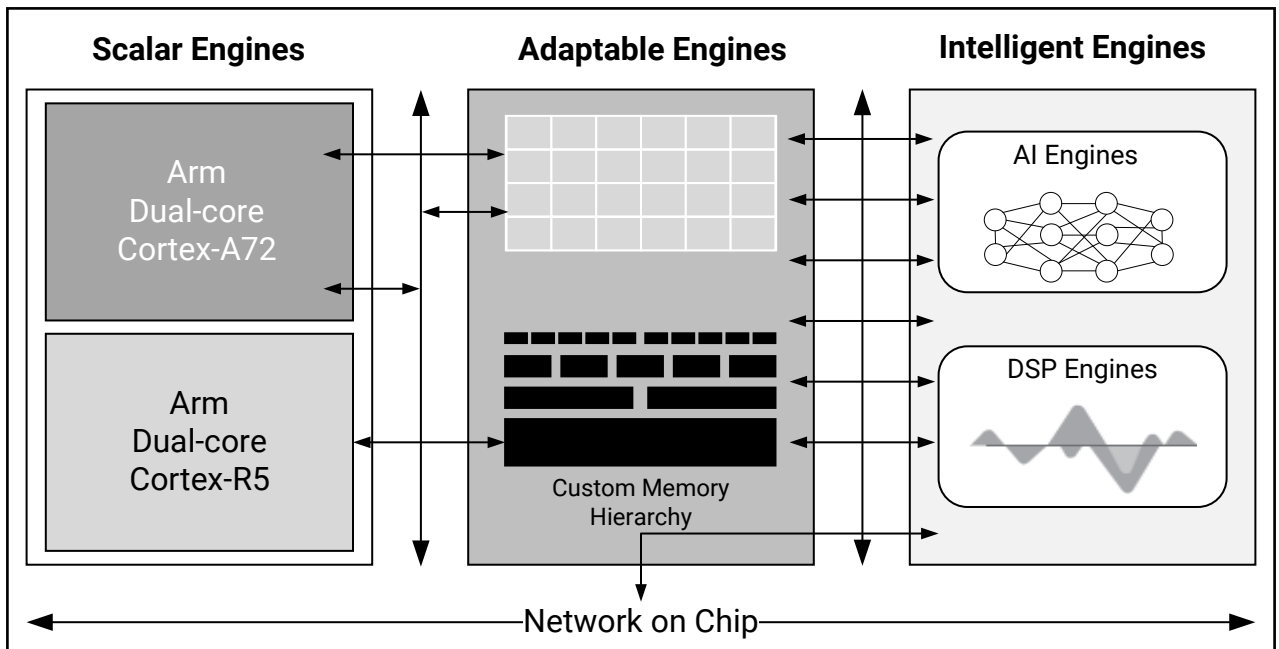 Scalar Engines
Adaptable Engines
Intelligent Engines
Arm
Dual-core
Cortex-A72
Arm
Dual-core
Cortex-R5
Custom Memory
Hierarchy
AI Engines
DSP Engines
Network on Chip